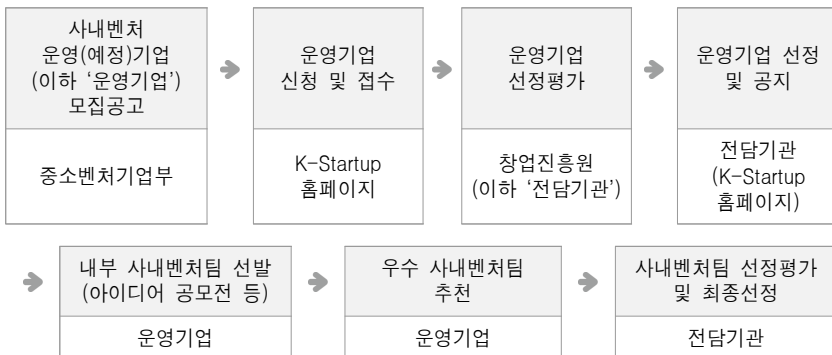 사내벤처
운영(예정)기업
(이하 ‘운영기업’)
모집공고
중소벤처기업부
운영기업
신청 및 접수
K-Startup
홈페이지
운영기업
선정평가
창업진흥원
(이하 ‘전담기관’)
운영기업 선정
및 공지
전담기관
(K-Startup
홈페이지)
내부 사내벤처팀 선발
(아이디어 공모전 등)
운영기업
우수 사내벤처팀
추천
운영기업
사내벤처팀 선정평가
및 최종선정
전담기관